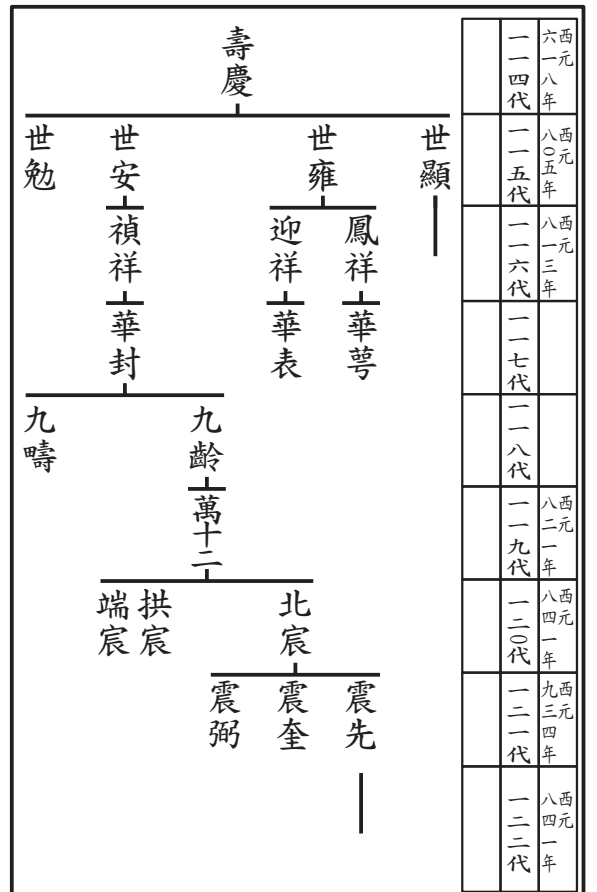 西元六一八年
一一四代
西元八0五年
一一五代
西元八一三年
一一六代
一一七代
一一八代
西元八二一年
一一九代
西元八四一年
一二0代
西元九三四年
一二一代
西元八四一年
一二二代
壽慶
世顯
世雍
世安
世勉
鳳祥
迎祥
禎祥
華萼
華表
華封
九齡
九疇
萬十二
北宸
拱宸
端宸
震先
震奎
震弼